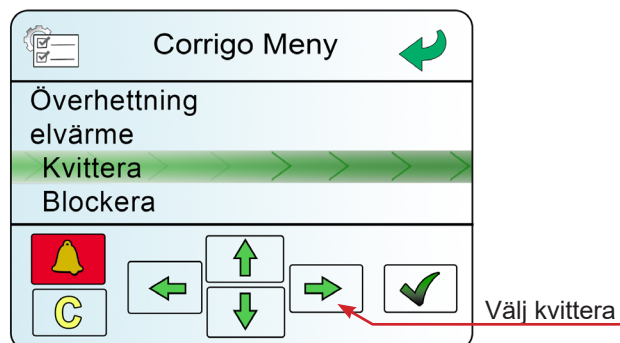 Corrigo Meny
Överhettning
elvärme
Kvittera
Blockera
C
Välj kvittera